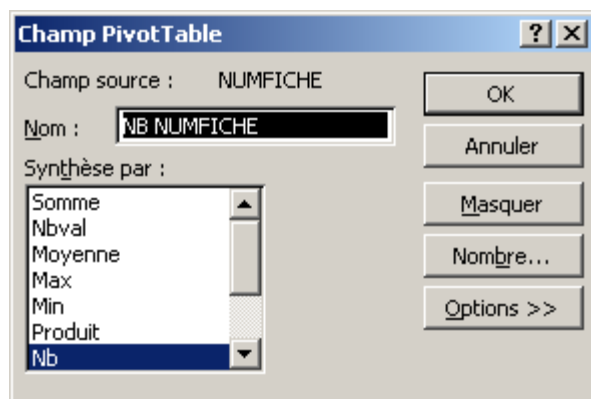 Champ PivotTable
Champ source : NUMFICHE
Nom : NB NUMFICHE
Synthèse par :
Somme
Nbval
Moyenne
Max
Min
Produit
Nb
OK
Annuler
Masquer
Nombre...
Options >>